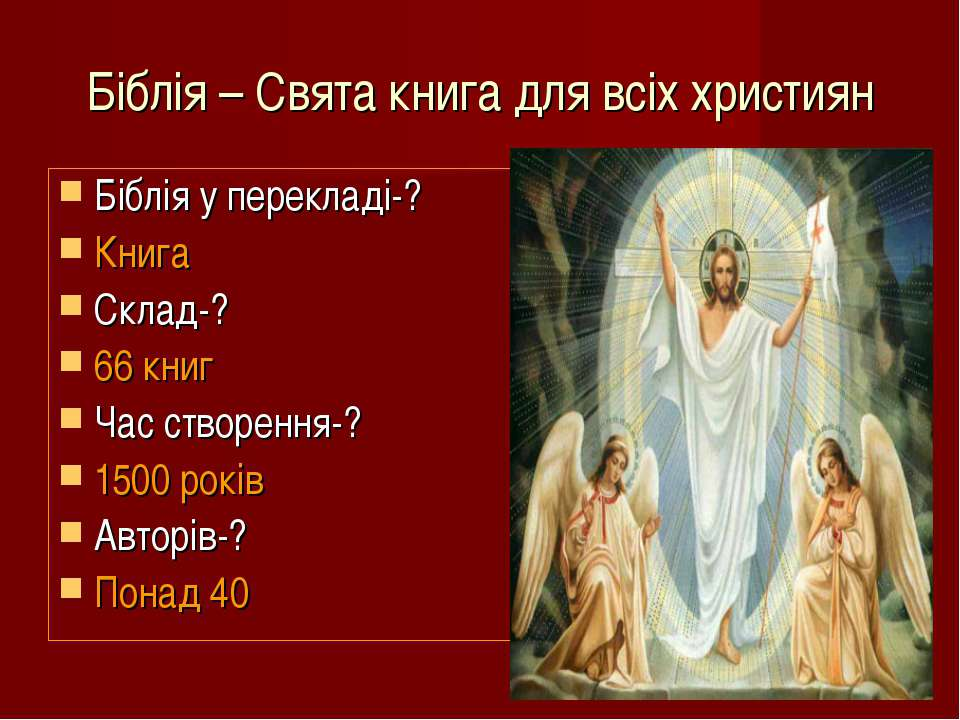 Біблія – Свята книга для всіх християн
Біблія у перекладі-?
Книга
Склад-?
66 книг
Час створення-?
1500 років
Авторів-?
Понад 40